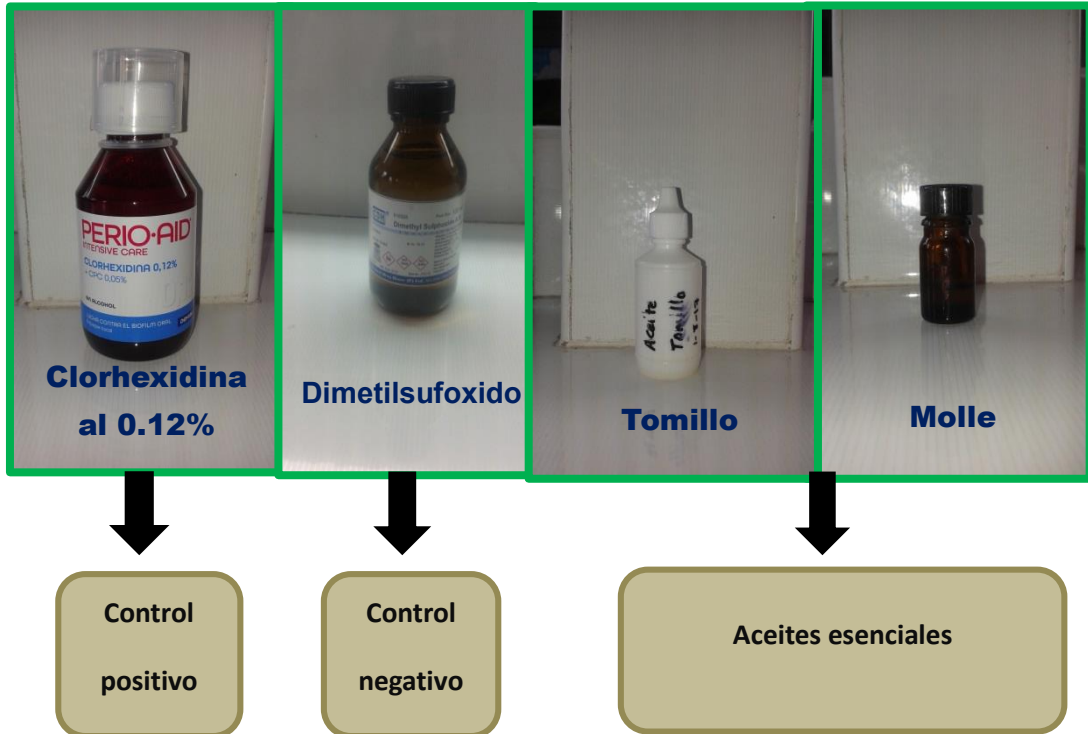 PERIO·AID
INTENSIVE CARE
CLORHEXIDINA 0,12%
+ CPC 0,05%
Clorhexidina
al 0.12%
Dimethyl Sulphoxide
Dimetilsufoxido
Aceite
Tomillo
Tomillo
Molle
Control
positivo
Control
negativo
Aceites esenciales